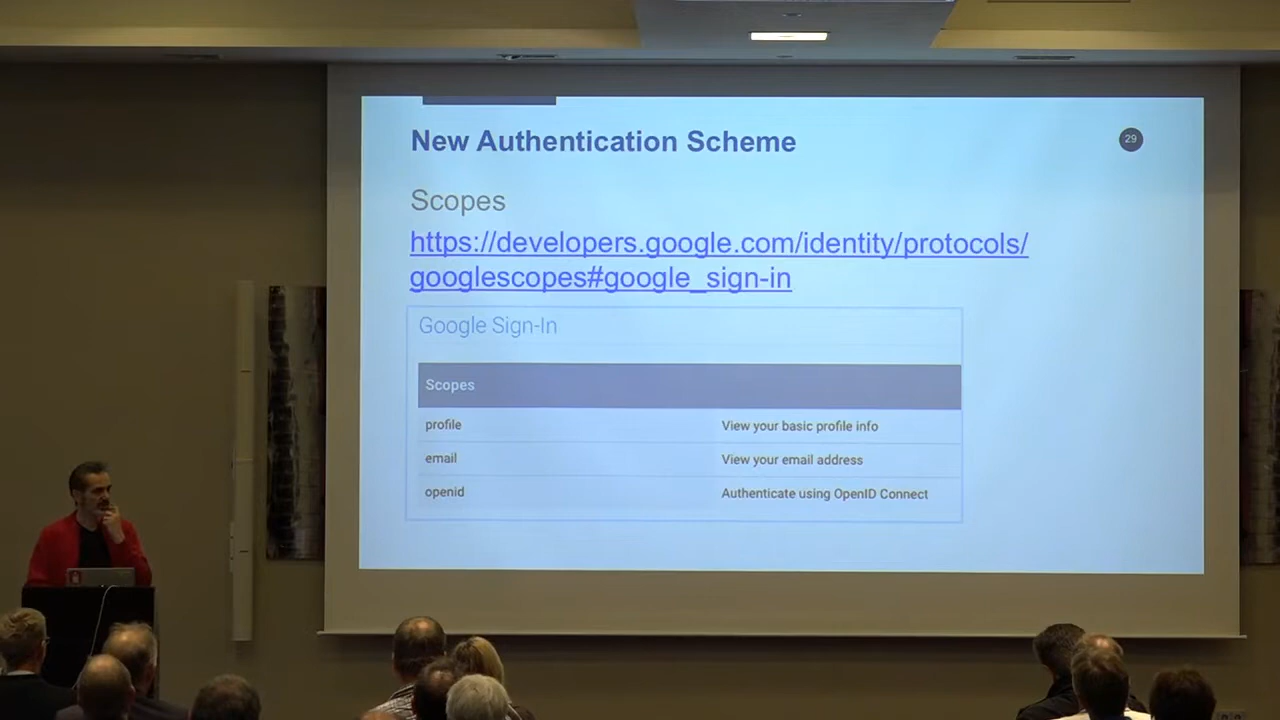 New Authentication Scheme
29
Scopes
https://developers.google.com/identity/protocols/
googlescopes#google_sign-in
Google Sign-In
Scopes
profile View your basic profile info
email View your email address
openid Authenticate using OpenID Connect